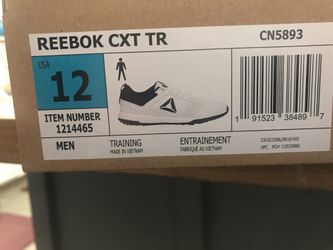 REEBOK CXT TR
CN5893
USA
12
ITEM NUMBER
1214465
MEN
TRAINING
MADE IN VIETNAM
ENTRAINEMENT
FABRIQUE AU VIETNAM
1 91523 38489 7